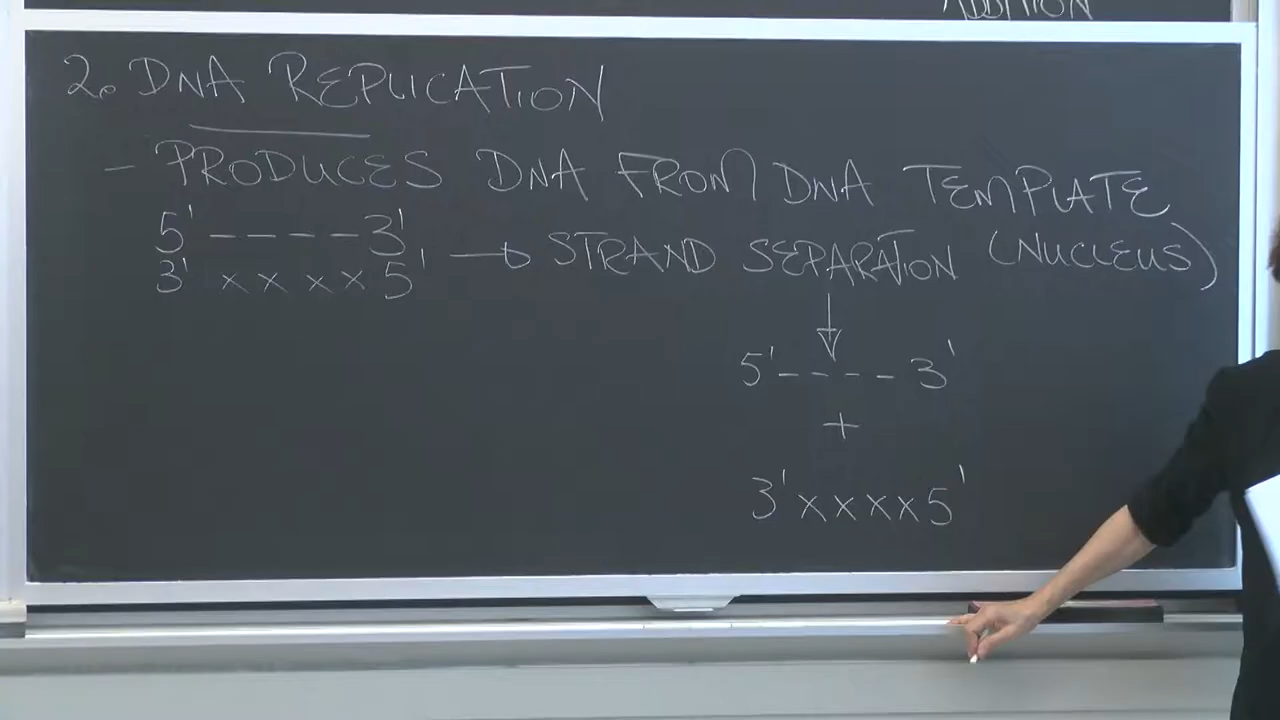 ADDITION
2. DNA REPLICATION
- PRODUCES DNA FROM DNA TEMPLATE
5' ---- 3'
3' x x x x 5' → STRAND SEPARATION (NUCLEUS)
↓
5' ---- 3'
+
3' x x x x 5'